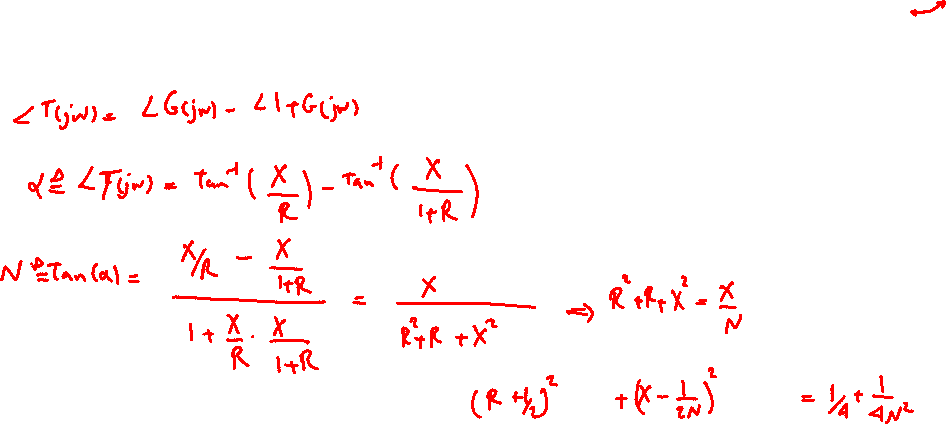 ∠T(jω) = ∠G(jω) - ∠1+G(jω)
α ≜ ∠T(jω) = Tan⁻¹(X/R) - Tan⁻¹(X/(1+R))
N ≜ Tan(α) = (X/R - X/(1+R)) / (1 + X/R · X/(1+R)) = X/(R²+R+X²) ⇒ R²+R+X² = X/N
(R+1/2)² + (X - 1/2N)² = 1/4 + 1/4N²